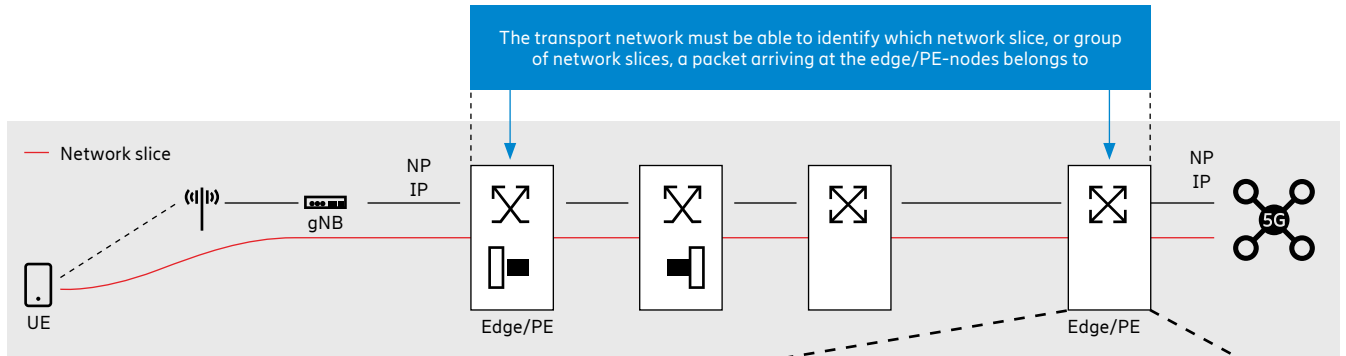 The transport network must be able to identify which network slice, or group
of network slices, a packet arriving at the edge/PE-nodes belongs to
Network slice
NP
IP
NP
IP
gNB
5G
UE
Edge/PE
Edge/PE